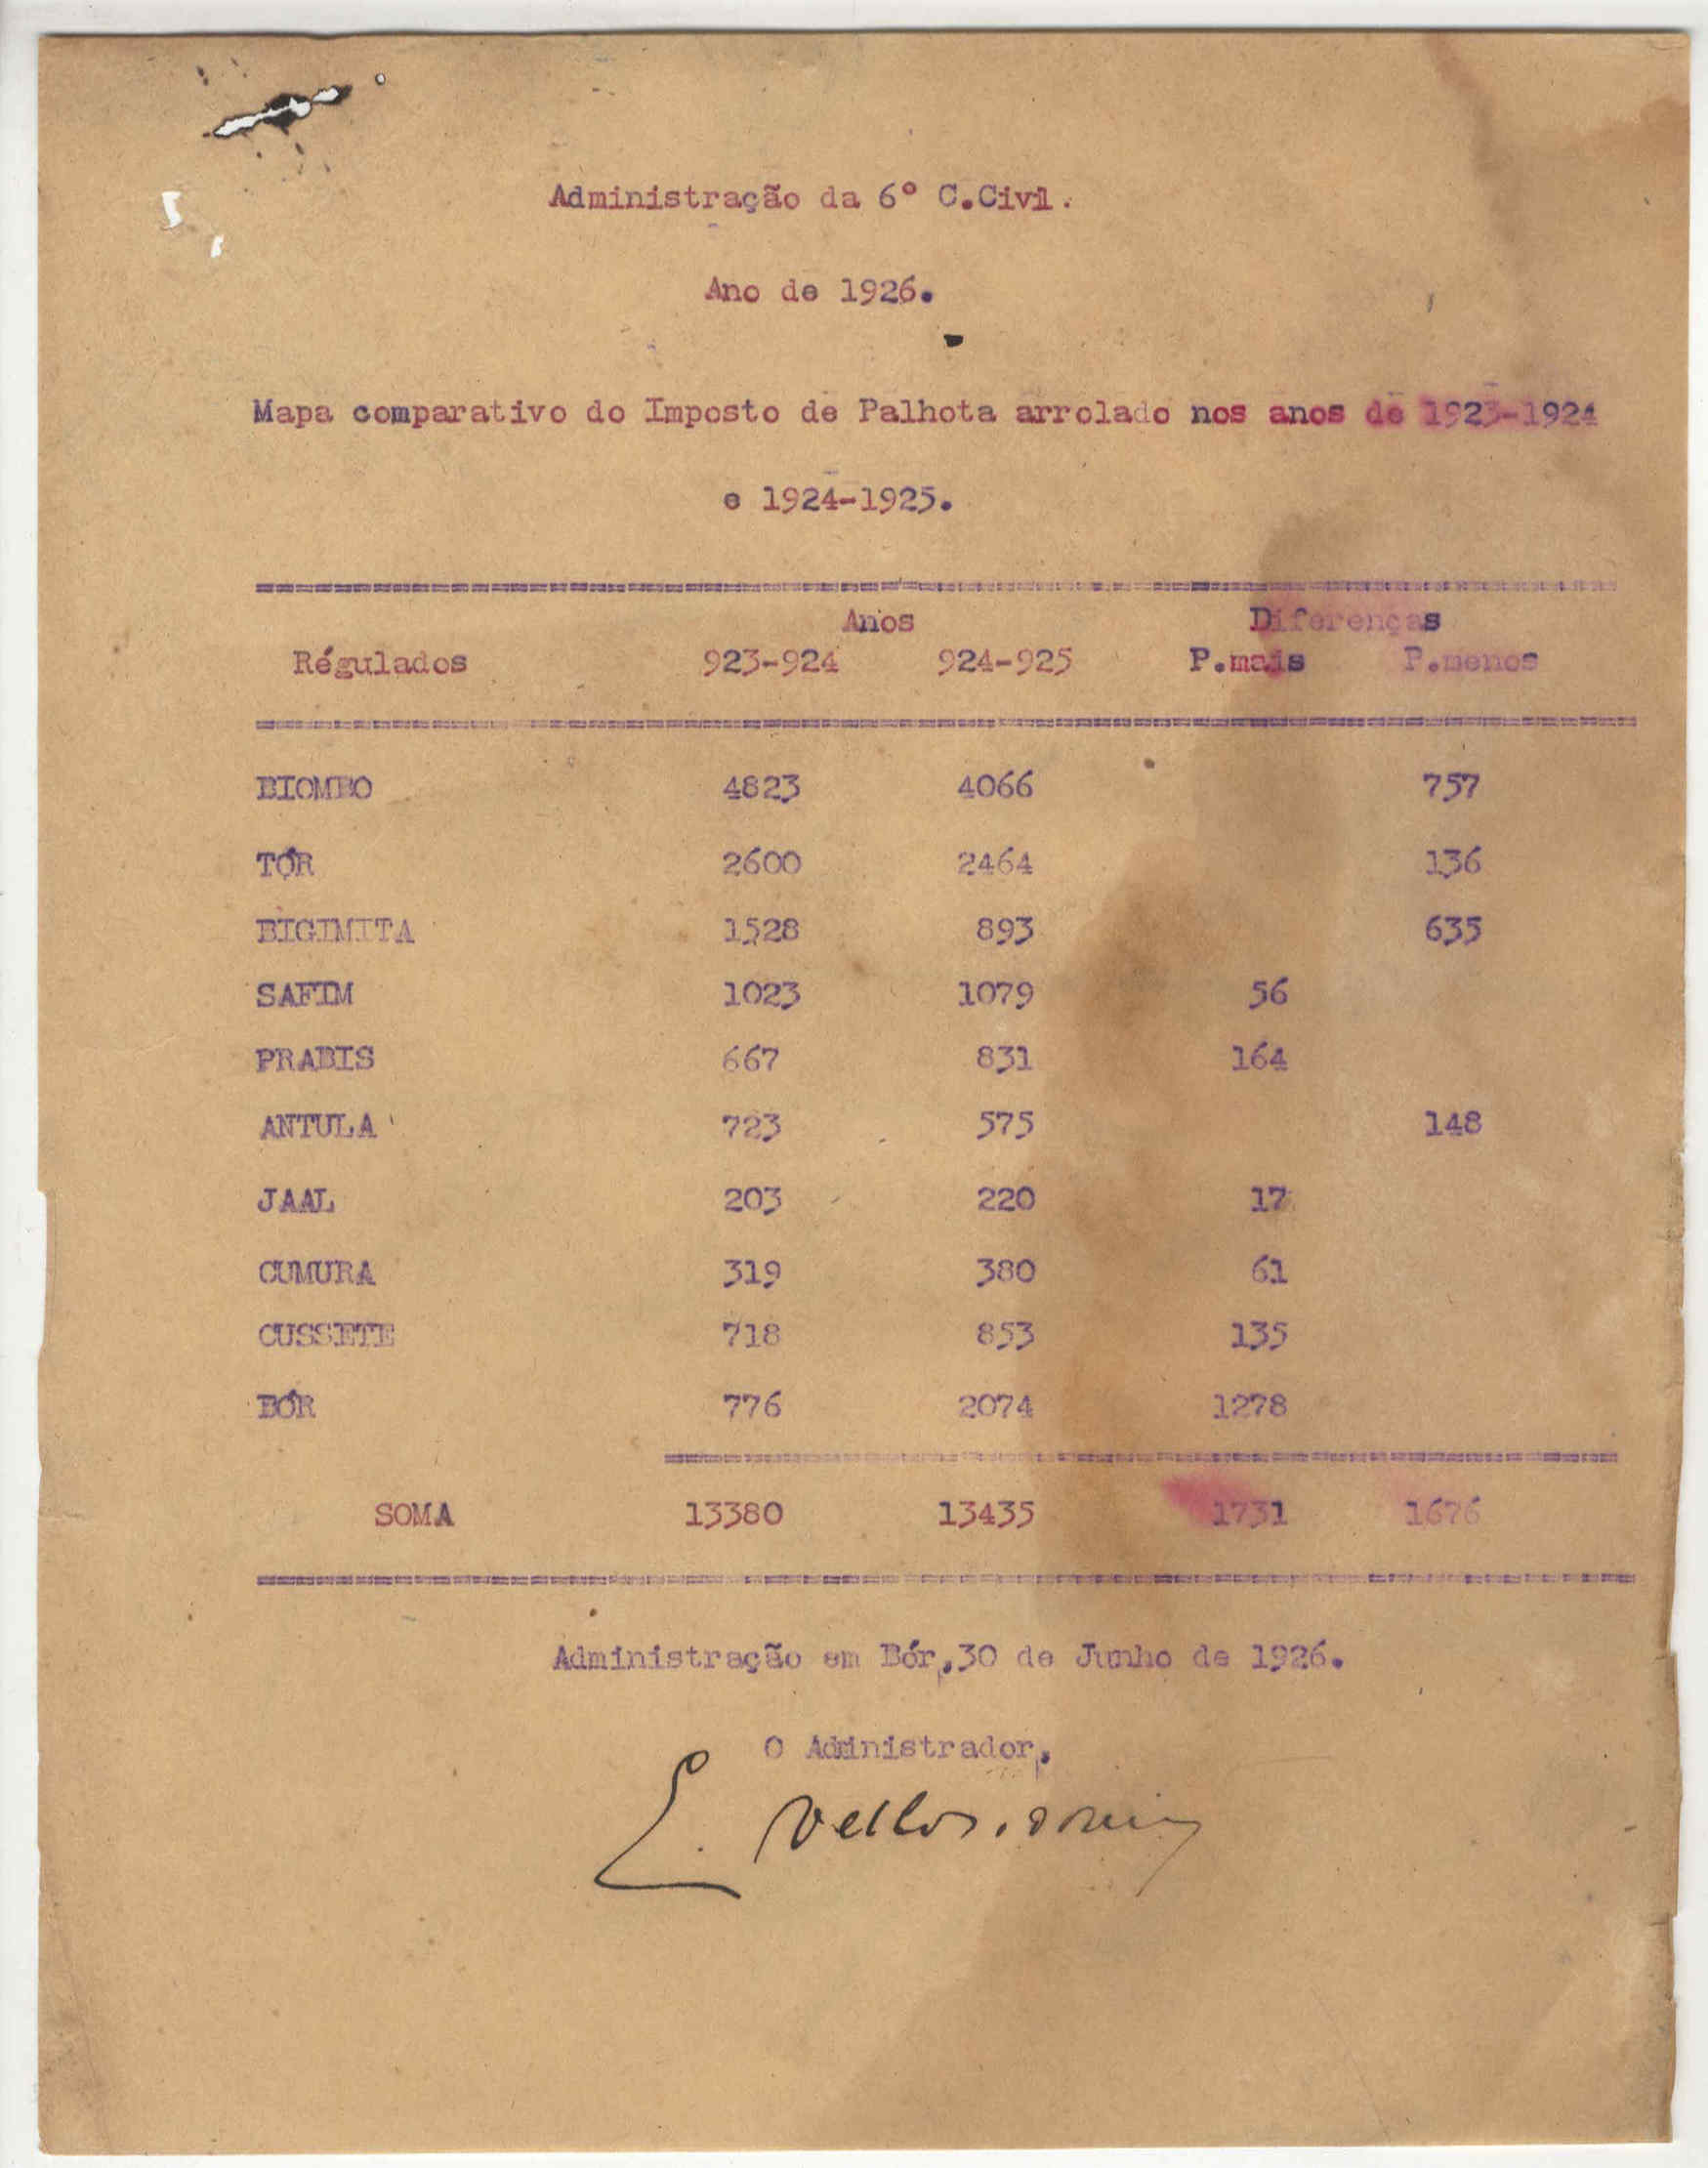 Administração da 6º C.Civil.
Ano de 1926.
Mapa comparativo do Imposto de Palhota arrolado nos anos de 1923-1924
e 1924-1925.
Anos Diferenças
Régulados 923-924 924-925 P.mais P.menos
BIOMBO 4823 4066 757
TÓR 2600 2464 136
BIGIMITA 1528 893 635
SAFIM 1023 1079 56
PRABIS 667 831 164
ANTULA 723 575 148
JAAL 203 220 17
CUMURA 319 380 61
CUSSETE 718 853 135
BÓR 776 2074 1278
SOMA 13380 13435 1731 1676
Administração em Bór,30 de Junho de 1926.
O Administrador,
E.